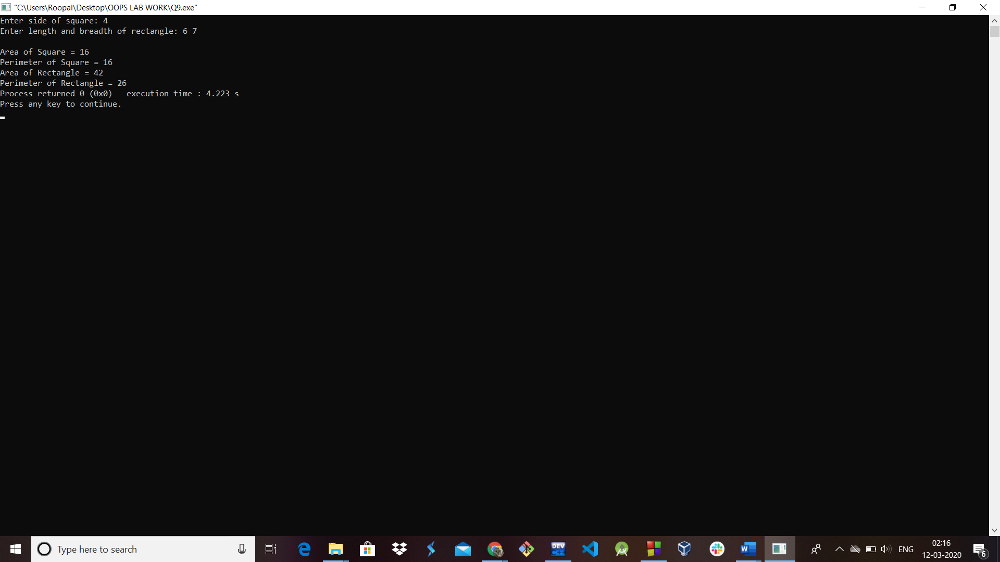 "C:\Users\Roopal\Desktop\OOPS LAB WORK\Q9.exe"
Enter side of square: 4
Enter length and breadth of rectangle: 6 7
Area of Square = 16
Perimeter of Square = 16
Area of Rectangle = 42
Perimeter of Rectangle = 26
Process returned 0 (0x0)   execution time : 4.223 s
Press any key to continue.
Type here to search
DEV
C++
W
ENG
02:16
12-03-2020
6